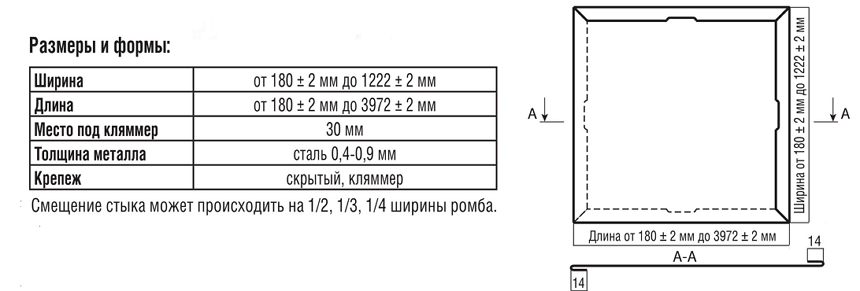 Размеры и формы:
Ширина от 180 ± 2 мм до 1222 ± 2 мм
Длина от 180 ± 2 мм до 3972 ± 2 мм
Место под кляммер 30 мм
Толщина металла сталь 0,4-0,9 мм
Крепеж скрытый, кляммер
Смещение стыка может происходить на 1/2, 1/3, 1/4 ширины ромба.
А
А
Ширина от 180 ± 2 мм до 1222 ± 2 мм
Длина от 180 ± 2 мм до 3972 ± 2 мм
А-А
14
14